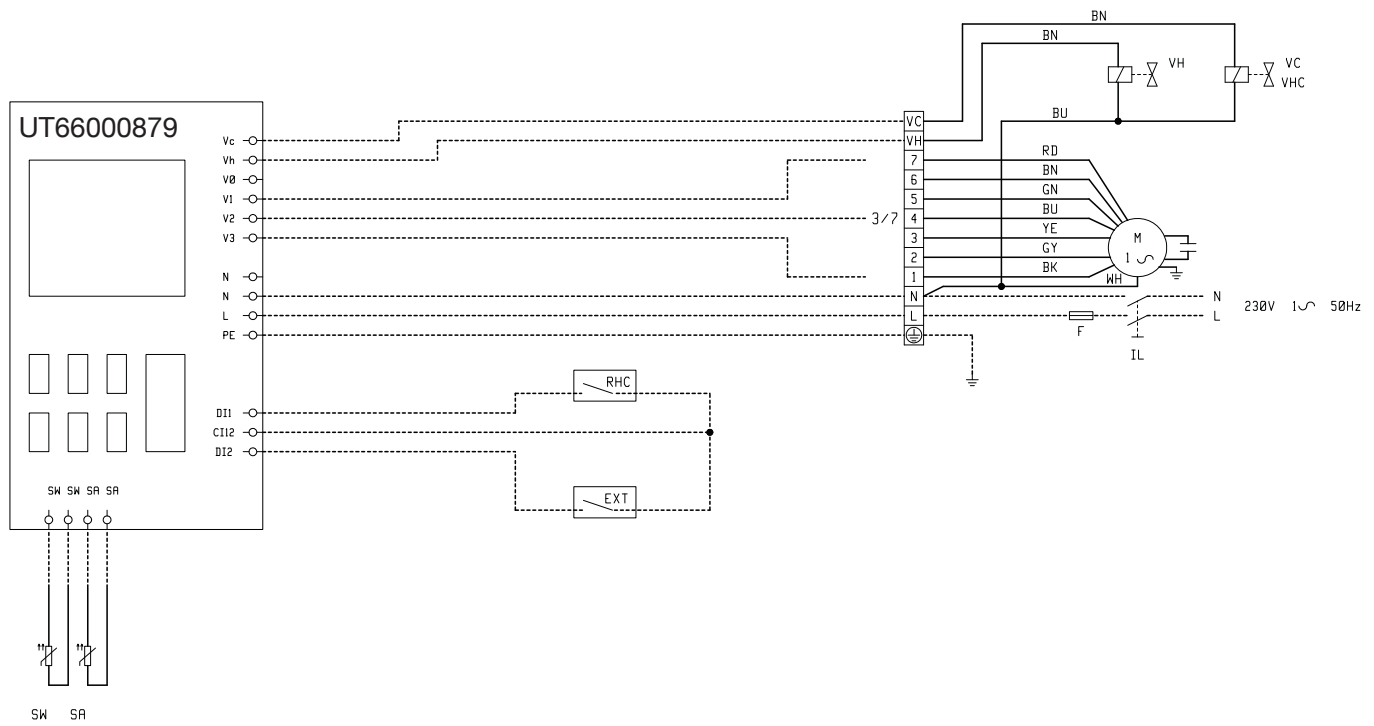 BN
BN
VH
VC
VHC
UT66000879
Vc
Vh
VØ
V1
V2
V3
N
N
L
PE
DI1
CI12
DI2
SW SW SA SA
SW SA
3/7
VC
VH
7
6
5
4
3
2
1
N
L
BU
RD
BN
GN
BU
YE
GY
BK
WH
M
1
N
L
230V 1 50Hz
F
IL
RHC
EXT